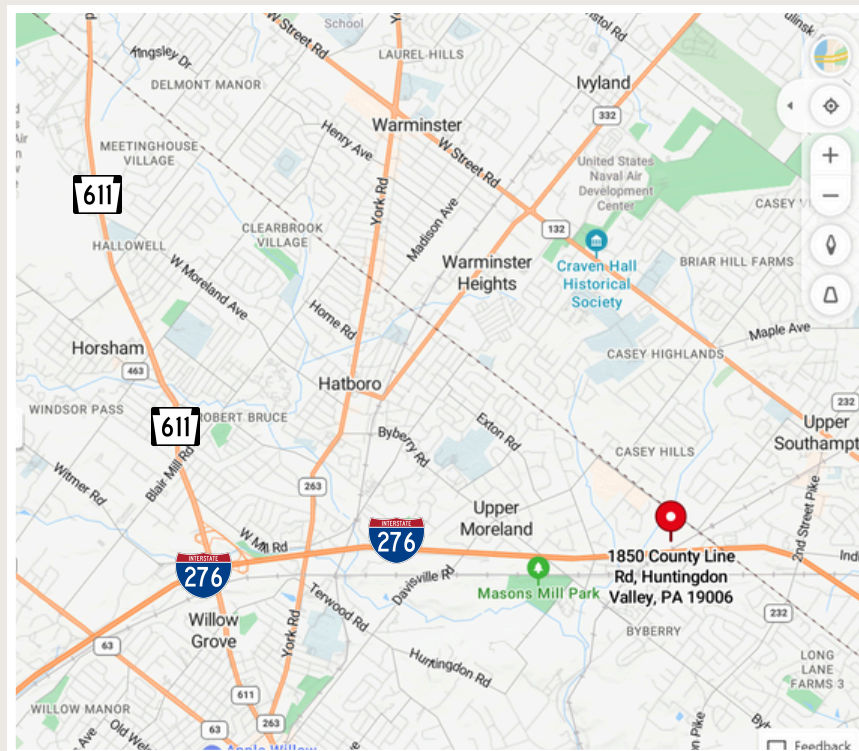 School
Kingsley Dr
W Street Rd
LAUREL HILLS
DELMONT MANOR
Ivyland
332
Warminster
Henry Ave
W Street Rd
MEETINGHOUSE
VILLAGE
United States
Naval Air
Development
Center
611
York Rd
Madison Ave
CLEARBROOK
VILLAGE
HALLOWELL
132
Craven Hall
Historical
Society
BRIAR HILL FARMS
W Moreland Ave
Warminster
Heights
Horne Rd
Maple Ave
Horsham
463
CASEY HIGHLANDS
Hatboro
WINDSOR PASS
611
ROBERT BRUCE
232
Upper
Southampt
Byberry Rd
Exton Rd
CASEY HILLS
Blair Mill Rd
Witmer Rd
263
2nd Street Pike
Upper
Moreland
W Mill Rd
INTERSTATE
276
INTERSTATE
276
1850 County Line
Rd, Huntingdon
Valley, PA 19006
Masons Mill Park
Davisville Rd
Terwood Rd
Willow
Grove
York Rd
232
BYBERRY
63
Huntingdon Rd
LONG
LANE
FARMS 3
611
WILLOW MANOR
263
63
Feedback